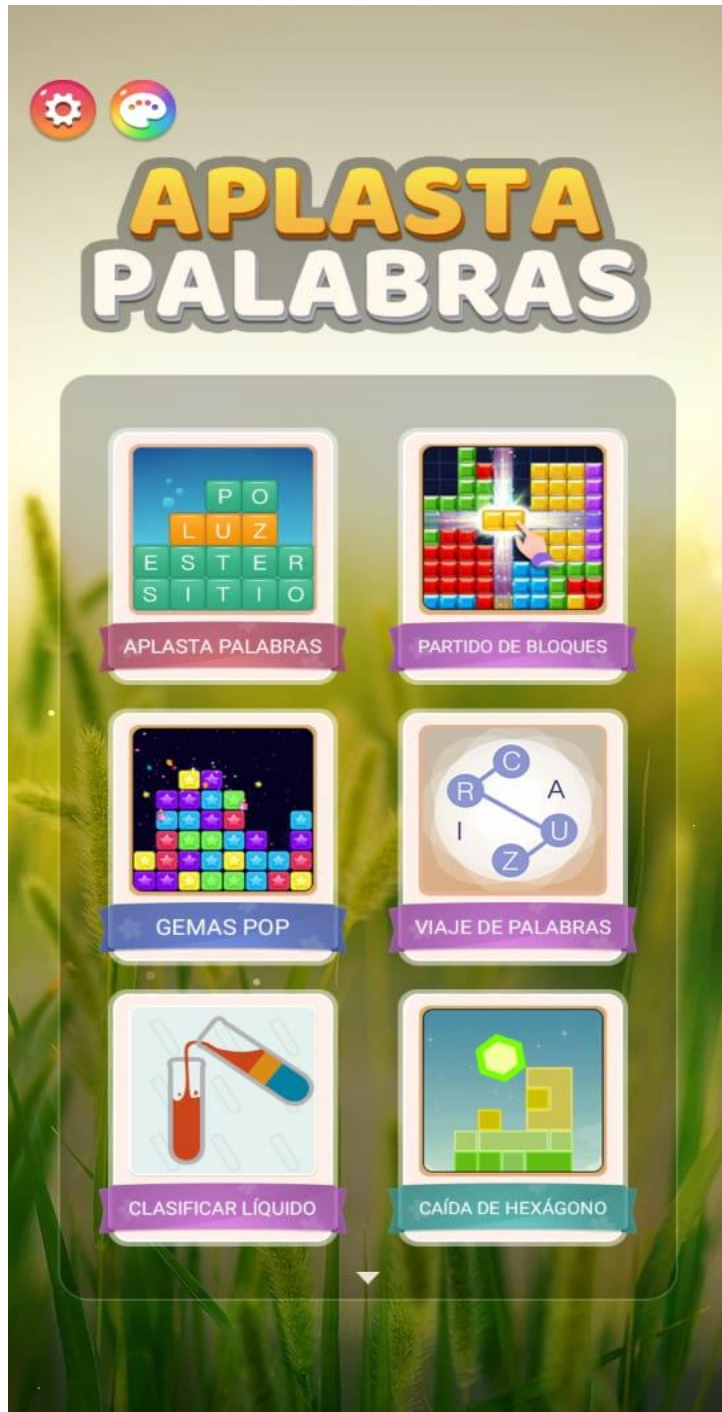 APLASTA
PALABRAS
P O
L U Z
E S T E R
S I T I O
APLASTA PALABRAS
PARTIDO DE BLOQUES
GEMAS POP
C
R A
I U
Z
VIAJE DE PALABRAS
CLASIFICAR LÍQUIDO
CAÍDA DE HEXÁGONO